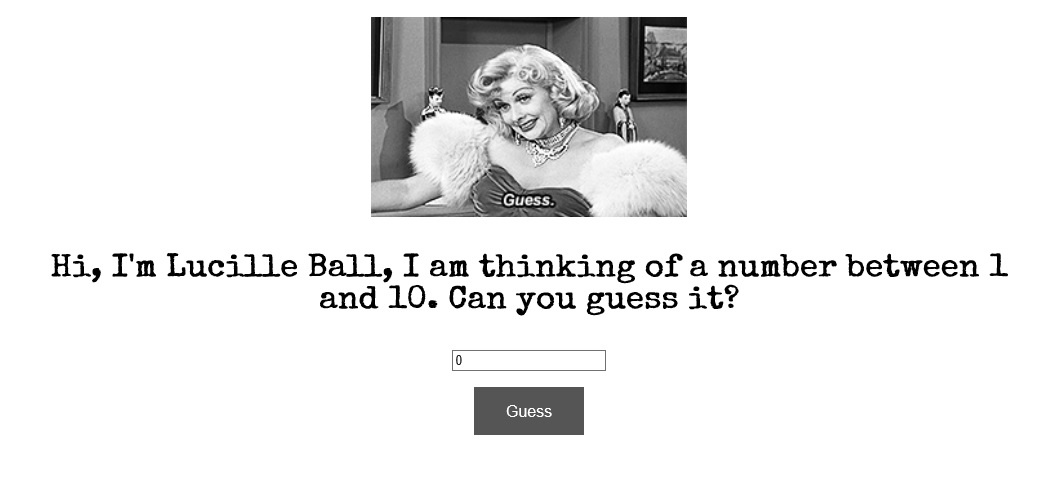 Guess.
Hi, I'm Lucille Ball, I am thinking of a number between 1
and 10. Can you guess it?
0
Guess